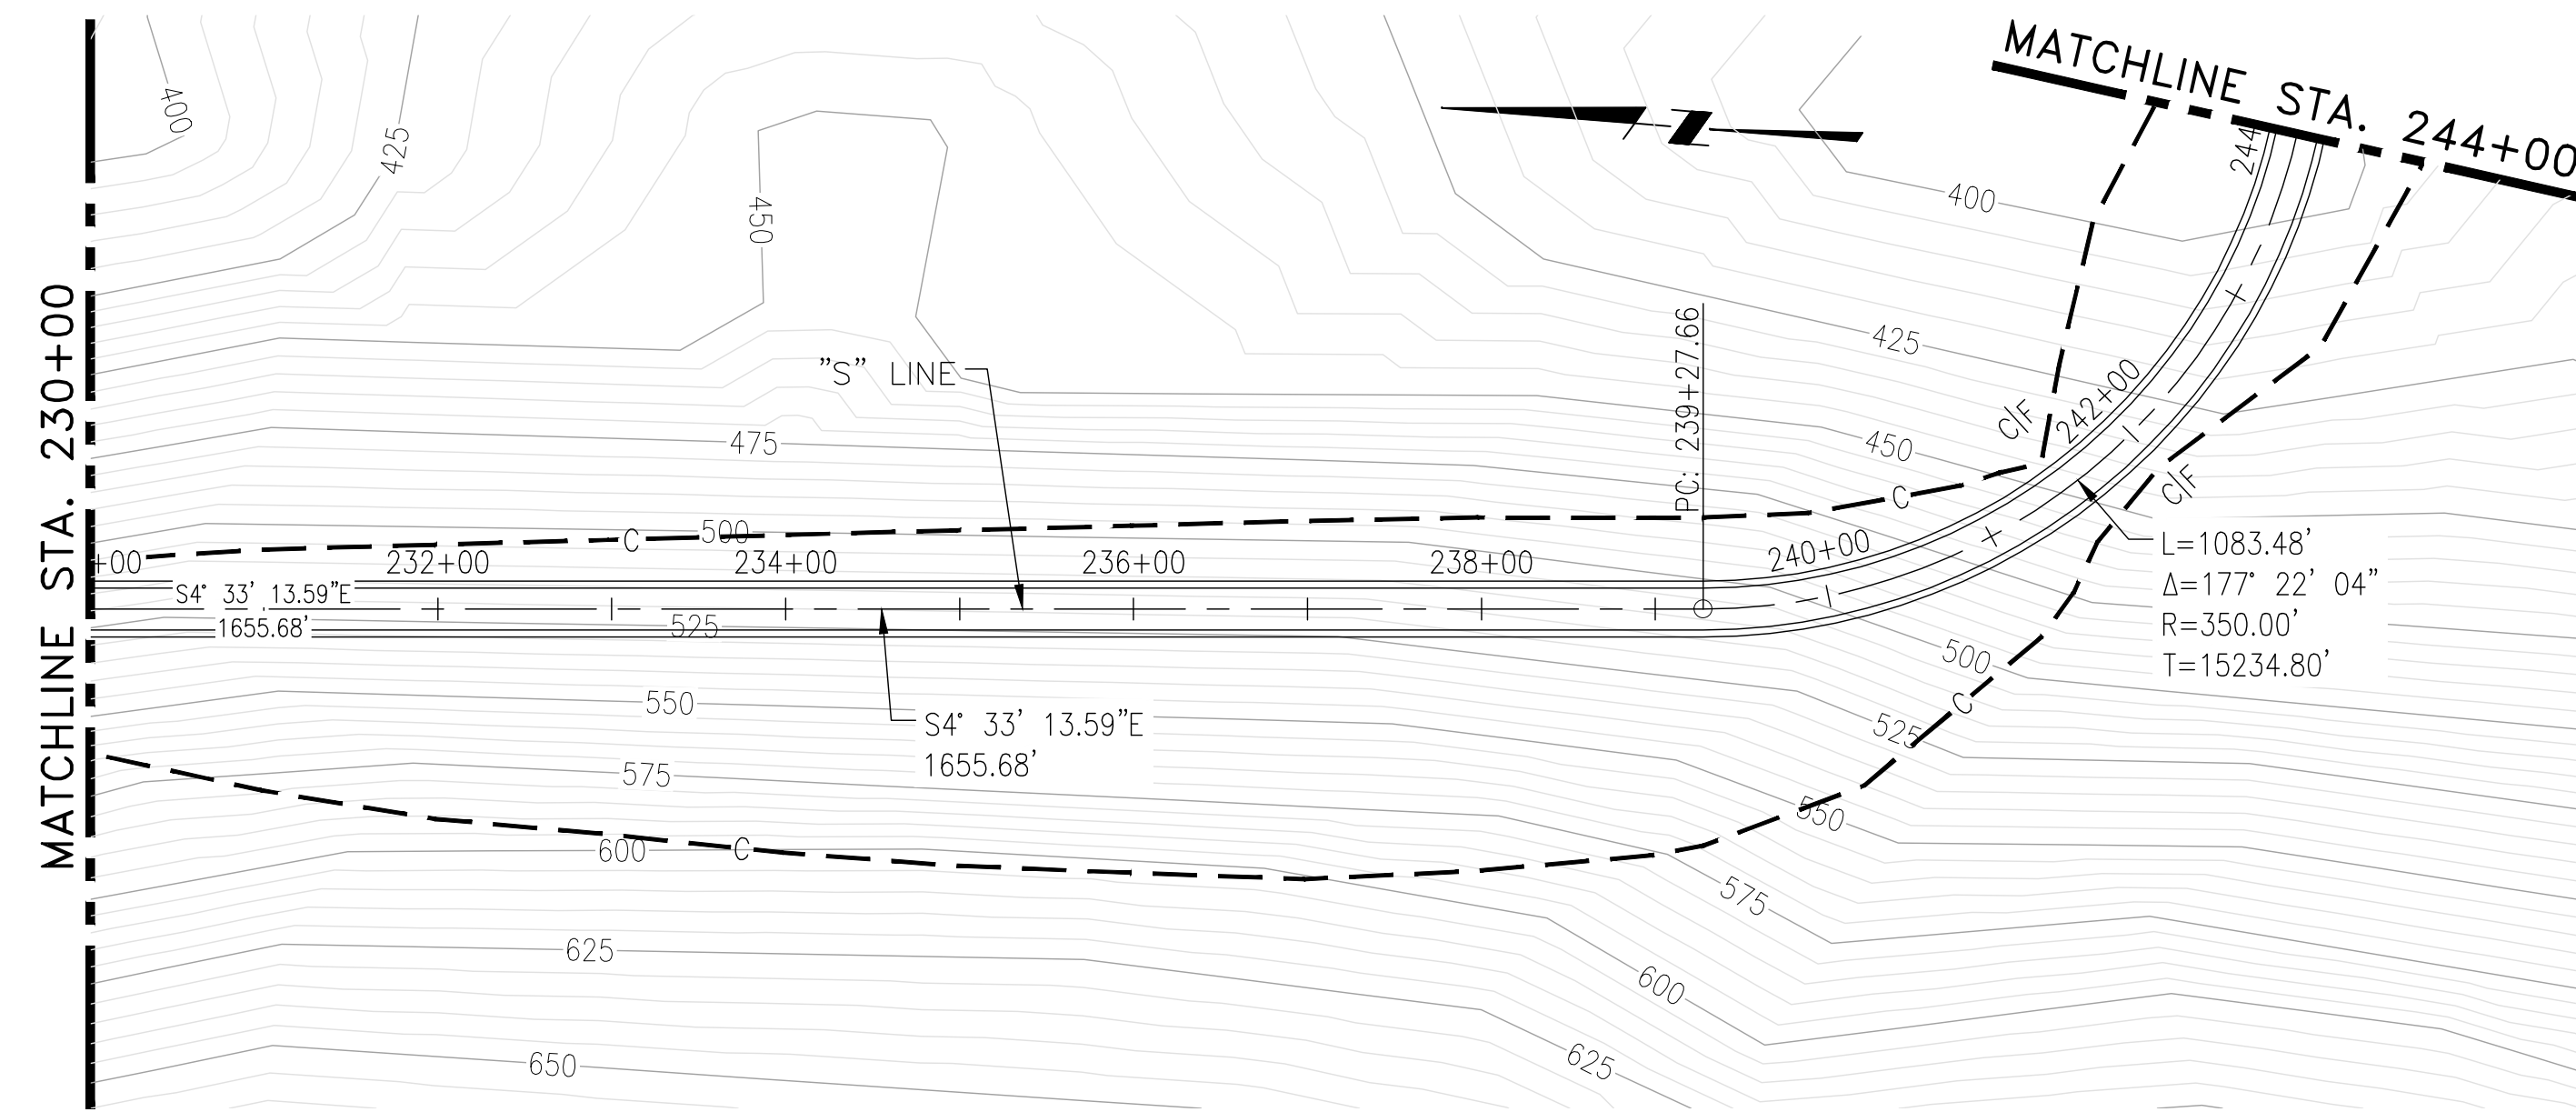 MATCHLINE STA. 230+00
MATCHLINE STA. 244+00
400
425
450
400
425
244
PC: 239+27.66
"S" LINE
475
450
C/F
242+00
C/F
C
500
C
+00
232+00
234+00
236+00
238+00
240+00
S4° 33' 13.59"E
1655.68'
525
L=1083.48'
Δ=177° 22' 04"
R=350.00'
T=15234.80'
500
C
550
S4° 33' 13.59"E
1655.68'
525
575
550
600
C
575
625
600
650
625